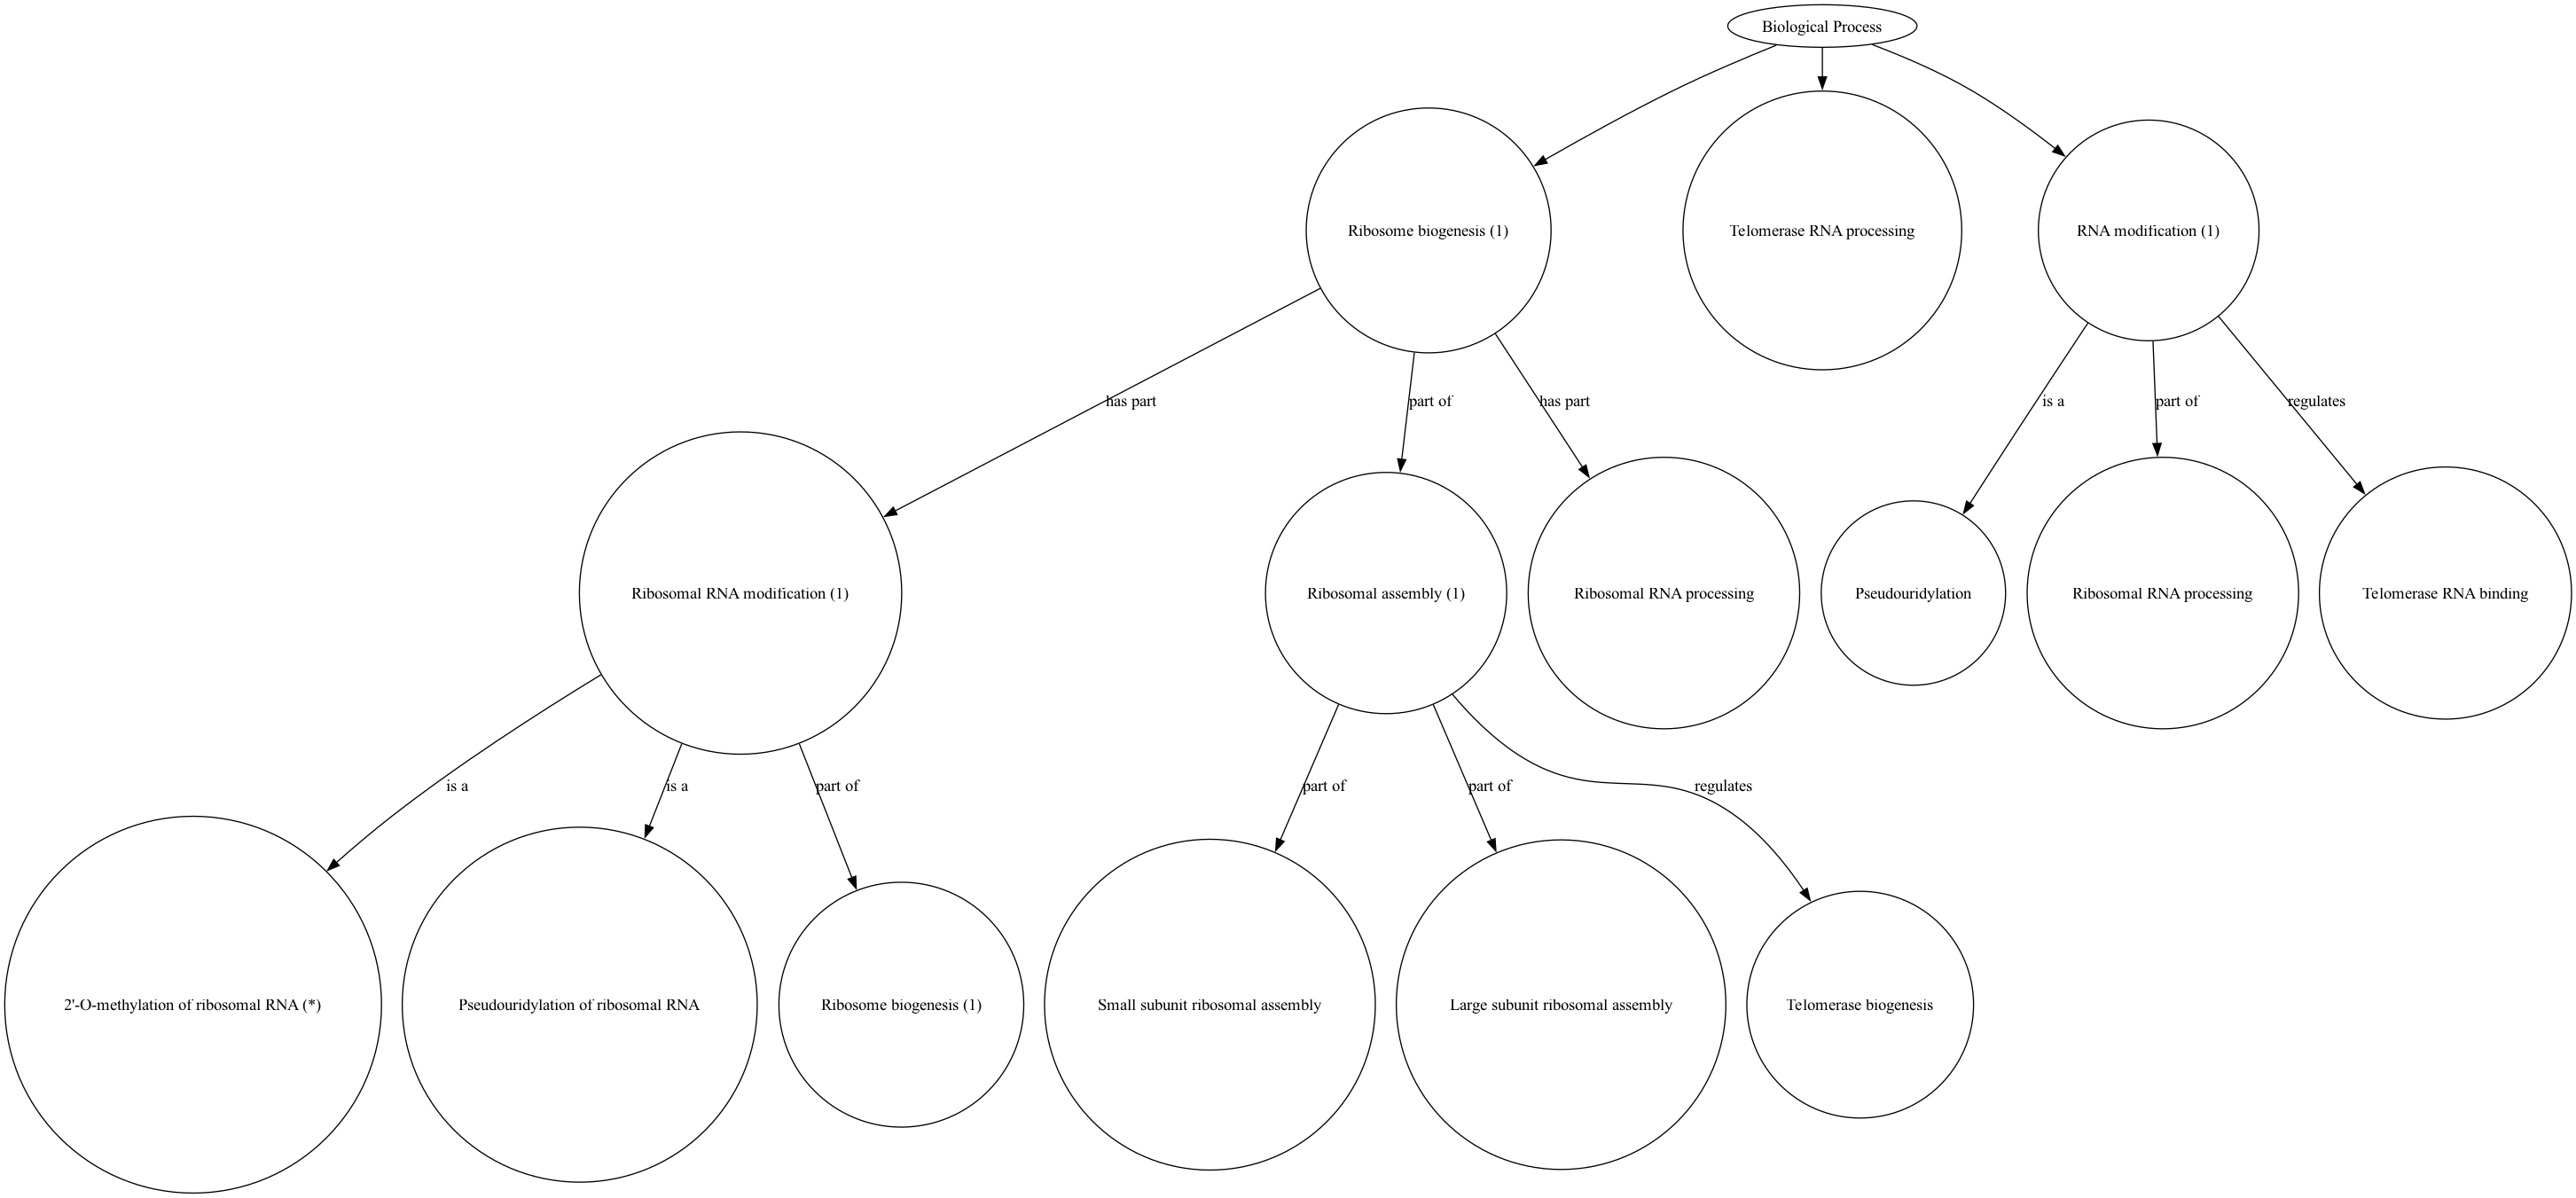 Biological Process
Ribosome biogenesis (1)
Telomerase RNA processing
RNA modification (1)
has part
part of
has part
is a
part of
regulates
Ribosomal RNA modification (1)
Ribosomal assembly (1)
Ribosomal RNA processing
Pseudouridylation
Ribosomal RNA processing
Telomerase RNA binding
is a
is a
part of
part of
part of
regulates
2'-O-methylation of ribosomal RNA (*)
Pseudouridylation of ribosomal RNA
Ribosome biogenesis (1)
Small subunit ribosomal assembly
Large subunit ribosomal assembly
Telomerase biogenesis